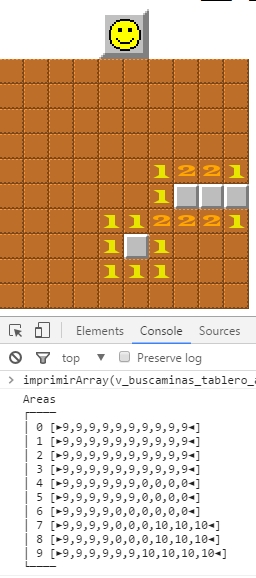 1 2 2 1
1
1 1 2 2 2 1
1 1
1 1 1
Elements Console Sources
top Preserve log
> imprimirArray(v_buscaminas_tablero_a
Areas
| 0 [►9,9,9,9,9,9,9,9,9,9◄]
| 1 [►9,9,9,9,9,9,9,9,9,9◄]
| 2 [►9,9,9,9,9,9,9,9,9,9◄]
| 3 [►9,9,9,9,9,9,9,9,9,9◄]
| 4 [►9,9,9,9,9,9,0,0,0,0◄]
| 5 [►9,9,9,9,9,9,0,0,0,0◄]
| 6 [►9,9,9,9,0,0,0,0,0,0◄]
| 7 [►9,9,9,9,0,0,0,10,10,10◄]
| 8 [►9,9,9,9,0,0,0,10,10,10◄]
| 9 [►9,9,9,9,9,9,10,10,10,10◄]